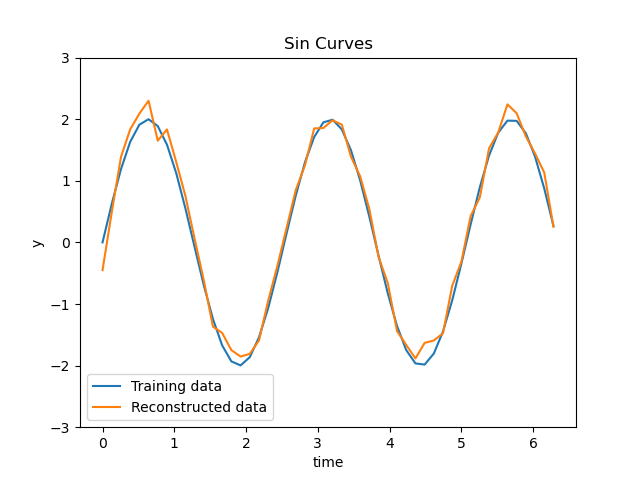 Sin Curves
3
2
1
0
−1
−2
−3
y
0 1 2 3 4 5 6
time
Training data
Reconstructed data